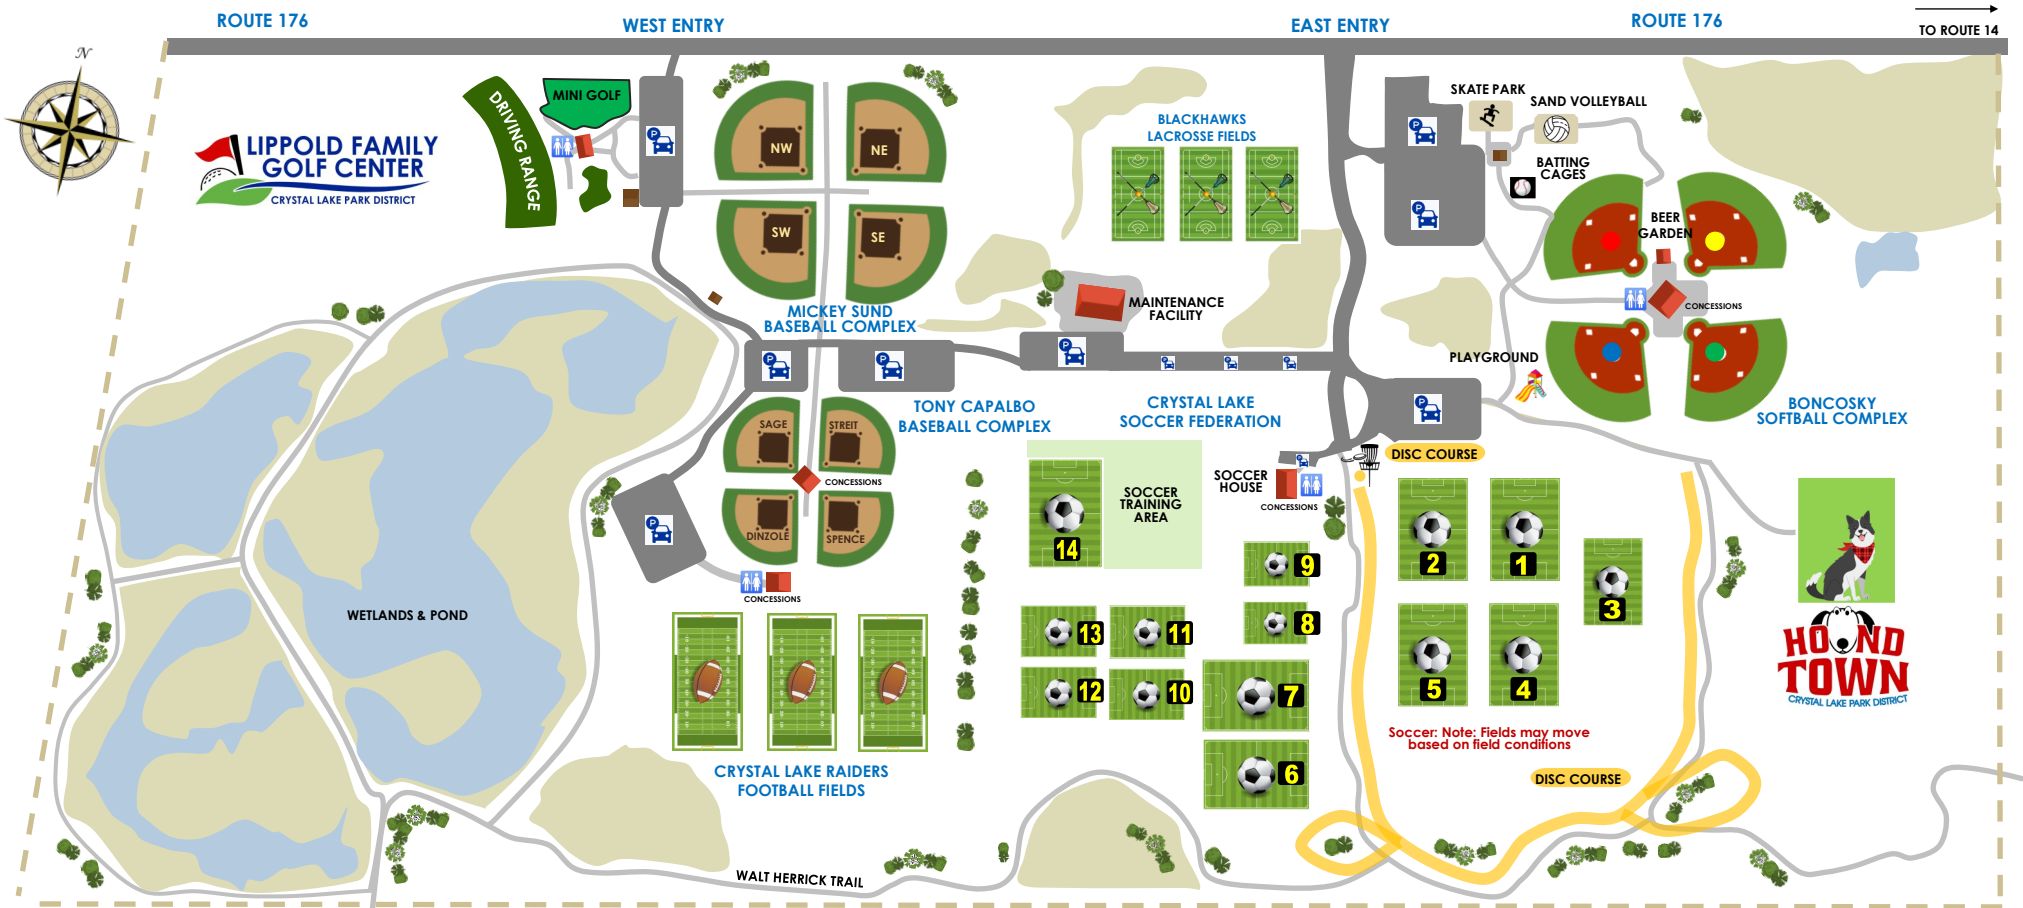 ROUTE 176
WEST ENTRY
EAST ENTRY
ROUTE 176
TO ROUTE 14
N
DRIVING RANGE
MINI GOLF
LIPPOLD FAMILY
GOLF CENTER
CRYSTAL LAKE PARK DISTRICT
P
NW
NE
SW
SE
MICKEY SUND
BASEBALL COMPLEX
BLACKHAWKS
LACROSSE FIELDS
MAINTENANCE
FACILITY
P
P
SKATE PARK
SAND VOLLEYBALL
BATTING
CAGES
BEER
GARDEN
CONCESSIONS
PLAYGROUND
BONCOSKY
SOFTBALL COMPLEX
P
P
P
P
P
P
P
TONY CAPALBO
BASEBALL COMPLEX
CRYSTAL LAKE
SOCCER FEDERATION
SAGE
STREIT
CONCESSIONS
DINZOLE
SPENCE
P
CONCESSIONS
WETLANDS & POND
CRYSTAL LAKE RAIDERS
FOOTBALL FIELDS
SOCCER
TRAINING
AREA
SOCCER
HOUSE
P
CONCESSIONS
DISC COURSE
14
9
8
13
11
12
10
7
6
2
1
3
5
4
Soccer: Note: Fields may move
based on field conditions
DISC COURSE
HOUND
TOWN
CRYSTAL LAKE PARK DISTRICT
WALT HERRICK TRAIL